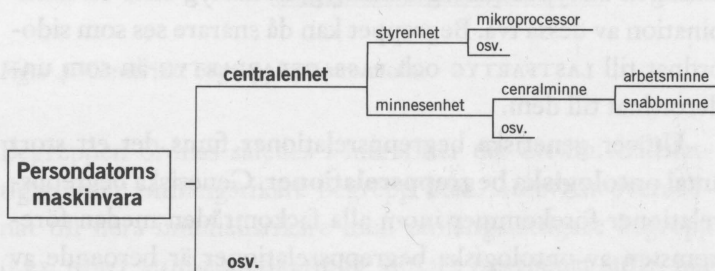 mikroprocessor
styrenhet
osv.
centralenhet
arbetsminne
cenralminne
minnesenhet
snabbminne
osv.
Persondatorns
maskinvara
osv.